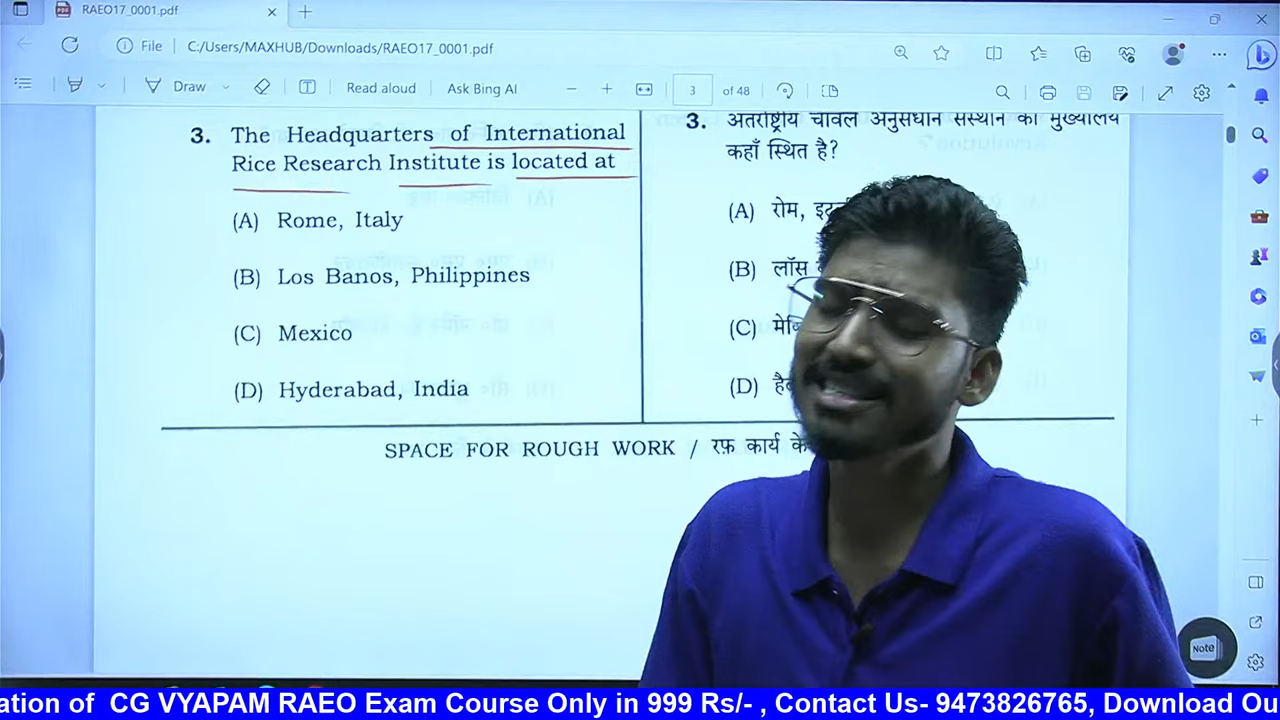 RAEO17_0001.pdf
File
C:/Users/MAXHUB/Downloads/RAEO17_0001.pdf
Draw
Read aloud
Ask Bing AI
3
of 48
3. The Headquarters of International
Rice Research Institute is located at
(A) Rome, Italy
(B) Los Banos, Philippines
(C) Mexico
(D) Hyderabad, India
3. अंतर्राष्ट्रीय चावल अनुसंधान संस्थान का मुख्यालय
कहाँ स्थित है?
(A) रोम,
(B) लॉस
(C)
(D)
SPACE FOR ROUGH WORK / रफ़ कार्य के
Note
ation of CG VYAPAM RAEO Exam Course Only in 999 Rs/- , Contact Us- 9473826765, Download Ou